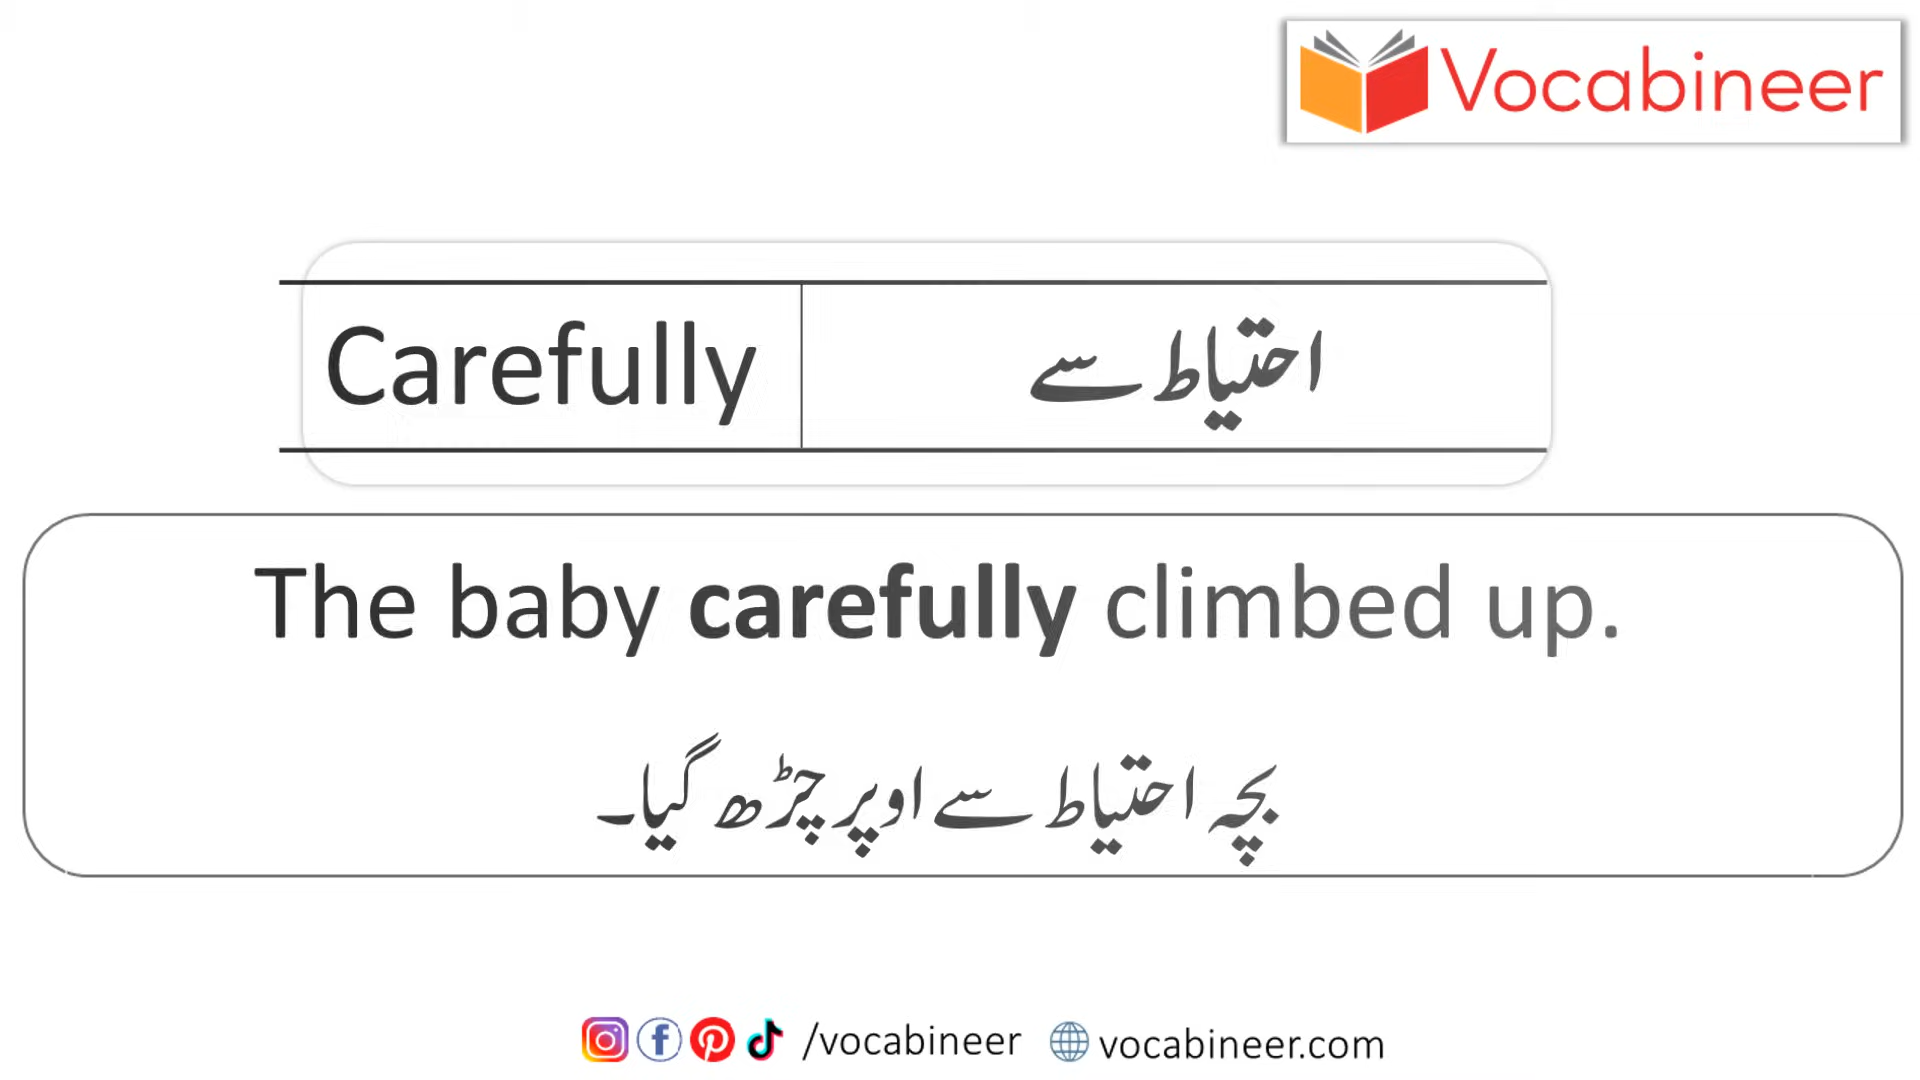 Vocabineer
Carefully احتیاط سے
The baby carefully climbed up.
بچہ احتیاط سے اوپر چڑھ گیا۔
/vocabineer vocabineer.com